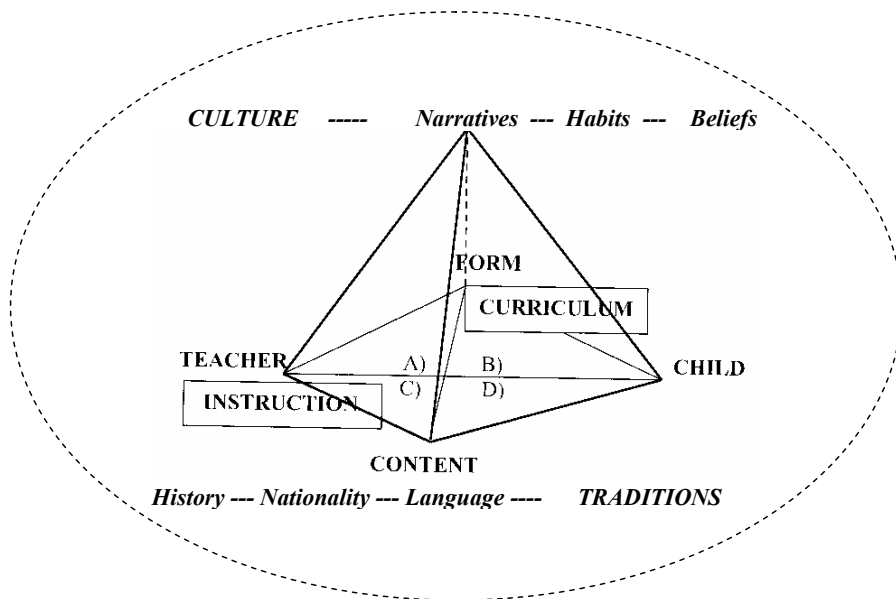 CULTURE ----- Narratives --- Habits --- Beliefs
FORM
CURRICULUM
TEACHER A) B) CHILD
INSTRUCTION C) D)
CONTENT
History --- Nationality --- Language ---- TRADITIONS